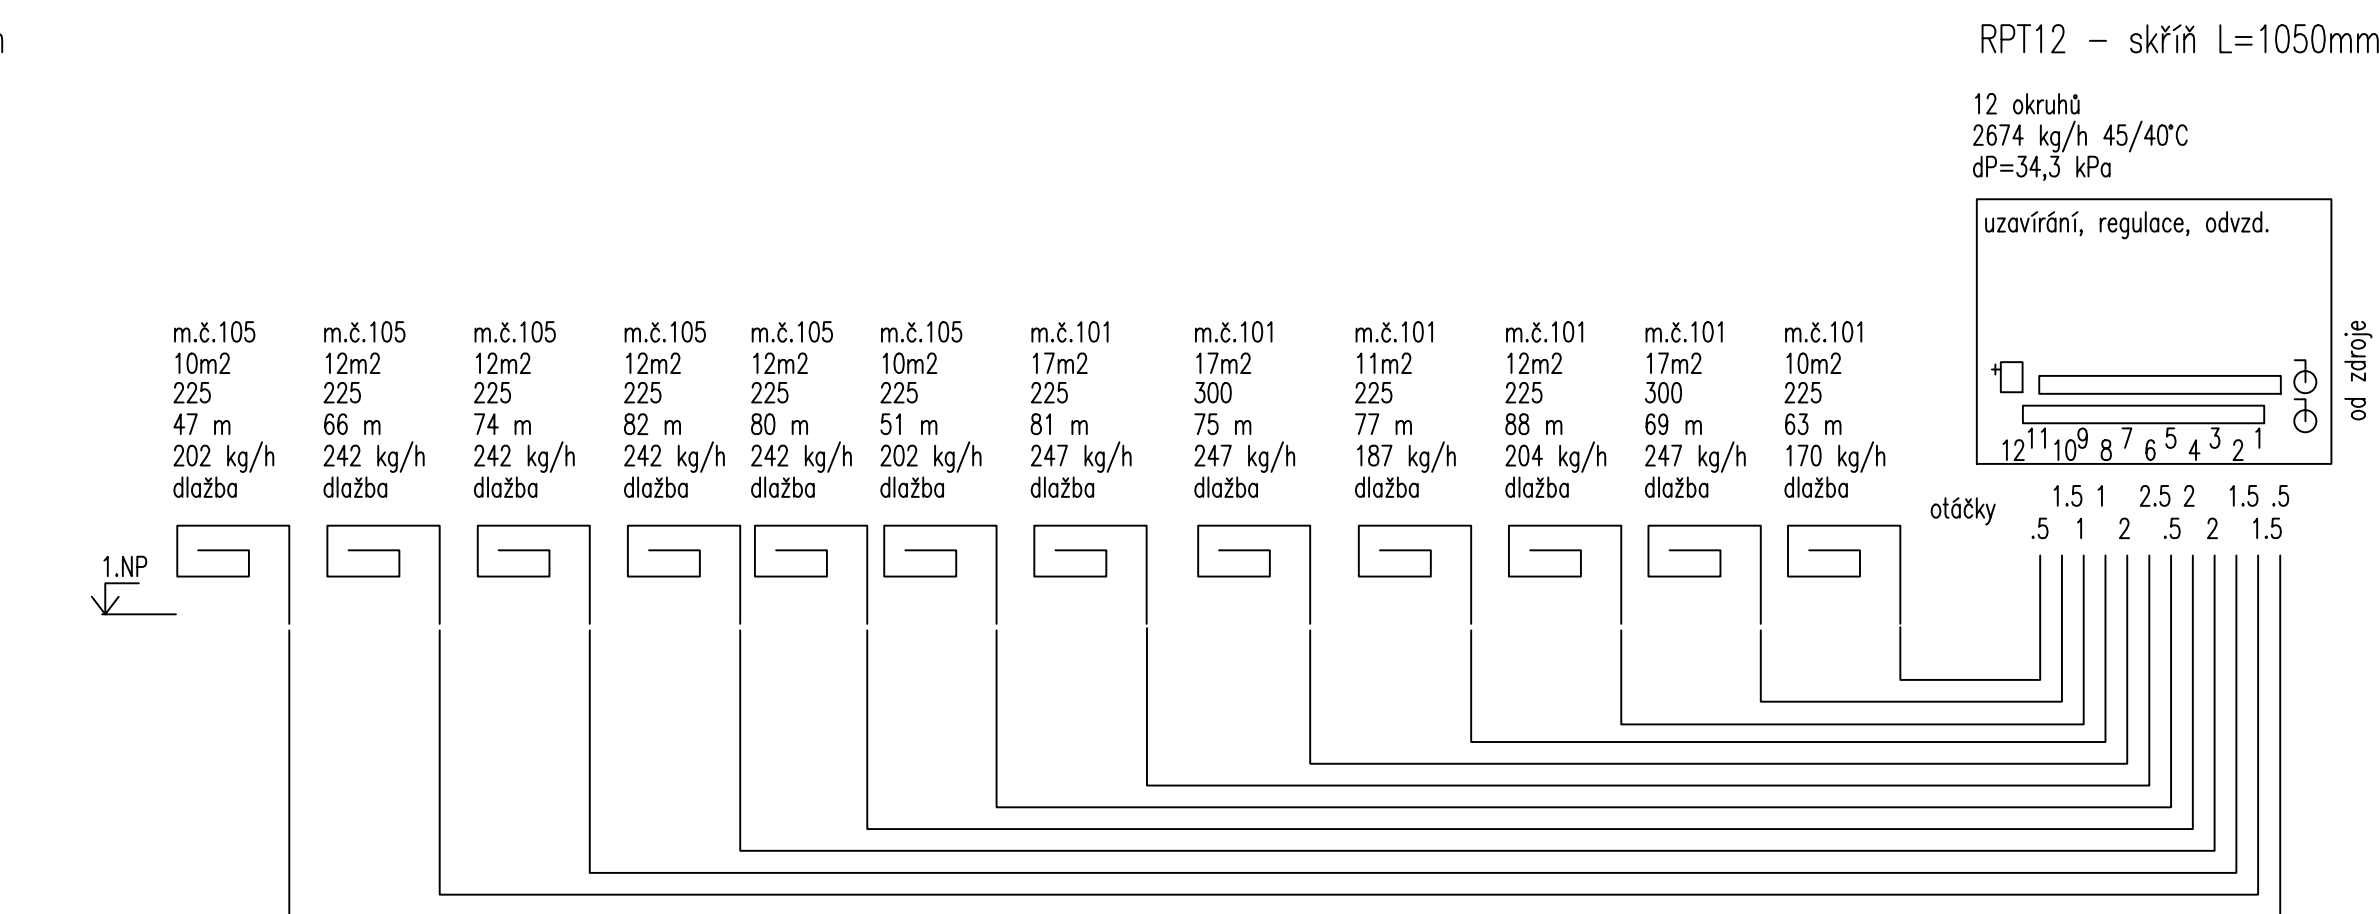 RPT12 – skříň L=1050mm
12 okruhů
2674 kg/h 45/40°C
dP=34,3 kPa
uzavírání, regulace, odvzd.
od zdroje
m.č.105
10m2
225
47 m
202 kg/h
dlažba
m.č.105
12m2
225
66 m
242 kg/h
dlažba
m.č.105
12m2
225
74 m
242 kg/h
dlažba
m.č.105
12m2
225
82 m
242 kg/h
dlažba
m.č.105
12m2
225
80 m
242 kg/h
dlažba
m.č.105
10m2
225
51 m
202 kg/h
dlažba
m.č.101
17m2
225
81 m
247 kg/h
dlažba
m.č.101
17m2
300
75 m
247 kg/h
dlažba
m.č.101
11m2
225
77 m
187 kg/h
dlažba
m.č.101
12m2
225
88 m
204 kg/h
dlažba
m.č.101
17m2
300
69 m
247 kg/h
dlažba
m.č.101
10m2
225
63 m
170 kg/h
dlažba
+
12 11 10 9 8 7 6 5 4 3 2 1
1.5 1 2.5 2 1.5 .5
otáčky
.5 1 2 .5 2 1.5
1.NP